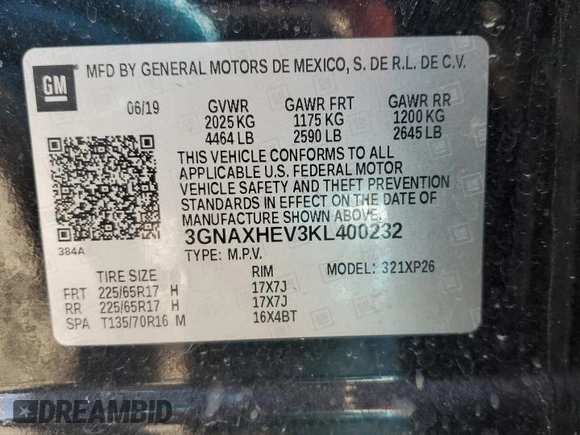 GM
MFD BY GENERAL MOTORS DE MEXICO, S. DE R.L. DE C.V.
06/19 GVWR GAWR FRT GAWR RR
2025 KG 1175 KG 1200 KG
4464 LB 2590 LB 2645 LB
THIS VEHICLE CONFORMS TO ALL
APPLICABLE U.S. FEDERAL MOTOR
VEHICLE SAFETY AND THEFT PREVENTION
STANDARDS IN EFFECT ON THE DATE OF
MANUFACTURE SHOWN ABOVE.
384A 3GNAXHEV3KL400232
TYPE: M.P.V.
TIRE SIZE RIM MODEL: 321XP26
FRT 225/65R17 H 17X7J
RR 225/65R17 H 17X7J
SPA T135/70R16 M 16X4BT
DREAMBID